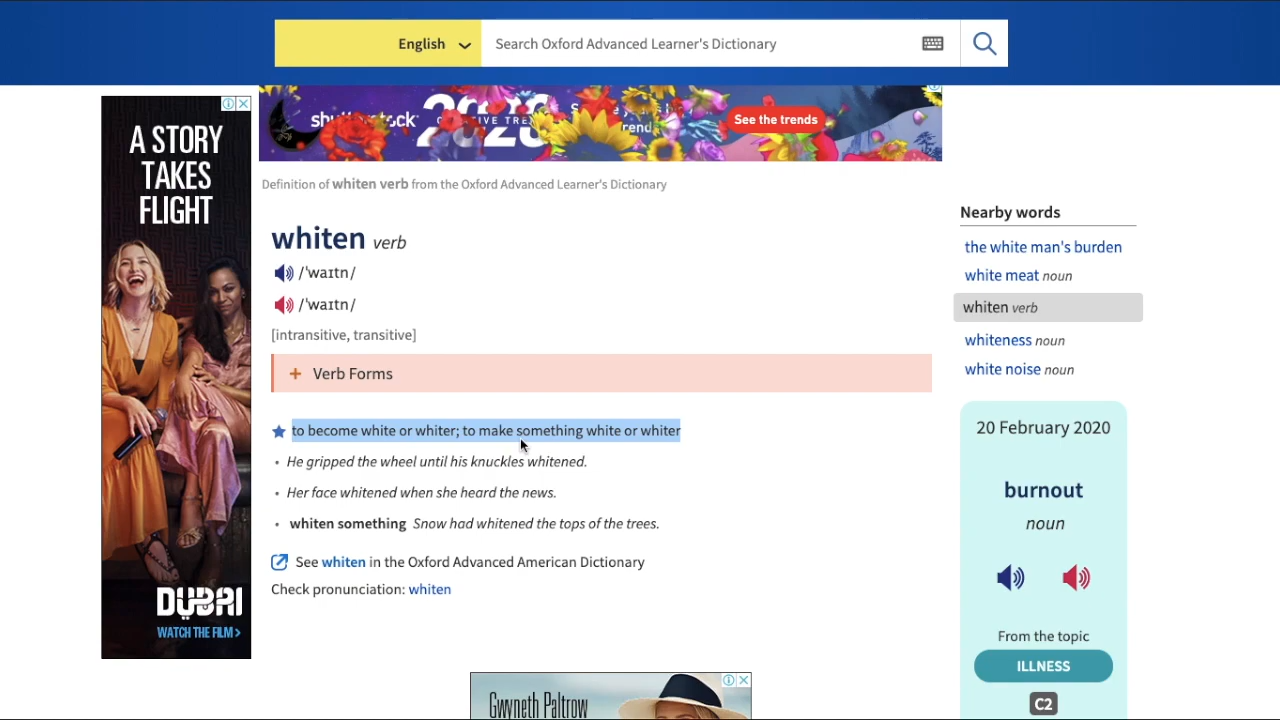 English
Search Oxford Advanced Learner's Dictionary
A STORY
TAKES
FLIGHT
DUBAI
WATCH THE FILM >
shutterstock
2020
See the trends
Definition of whiten verb from the Oxford Advanced Learner's Dictionary
whiten verb
/ˈwaɪtn/
/ˈwaɪtn/
[intransitive, transitive]
+ Verb Forms
to become white or whiter; to make something white or whiter
• He gripped the wheel until his knuckles whitened.
• Her face whitened when she heard the news.
• whiten something Snow had whitened the tops of the trees.
See whiten in the Oxford Advanced American Dictionary
Check pronunciation: whiten
Gwyneth Paltrow
Nearby words
the white man's burden
white meat noun
whiten verb
whiteness noun
white noise noun
20 February 2020
burnout
noun
From the topic
ILLNESS
C2